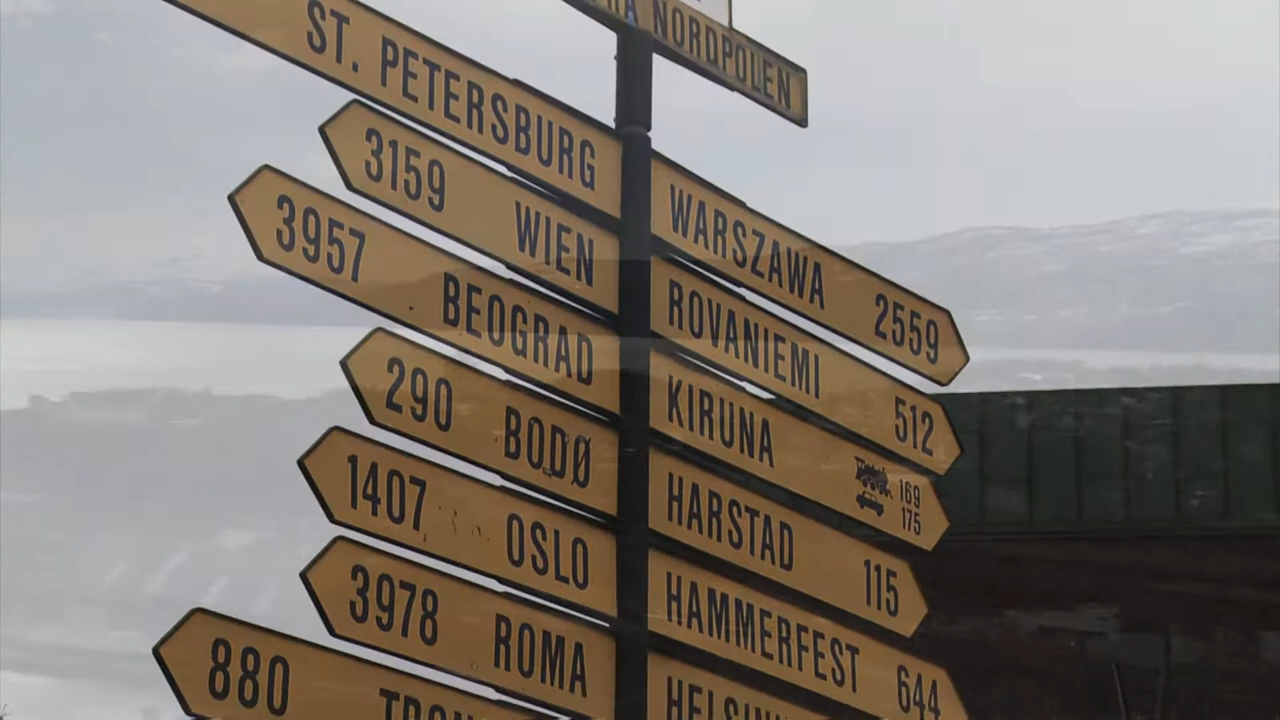 NORDPOLEN
ST. PETERSBURG
3159 WIEN
3957 BEOGRAD
290 BODØ
1407 OSLO
3978 ROMA
880
WARSZAWA 2559
ROVANIEMI 512
KIRUNA 169
175
HARSTAD 115
HAMMERFEST 644